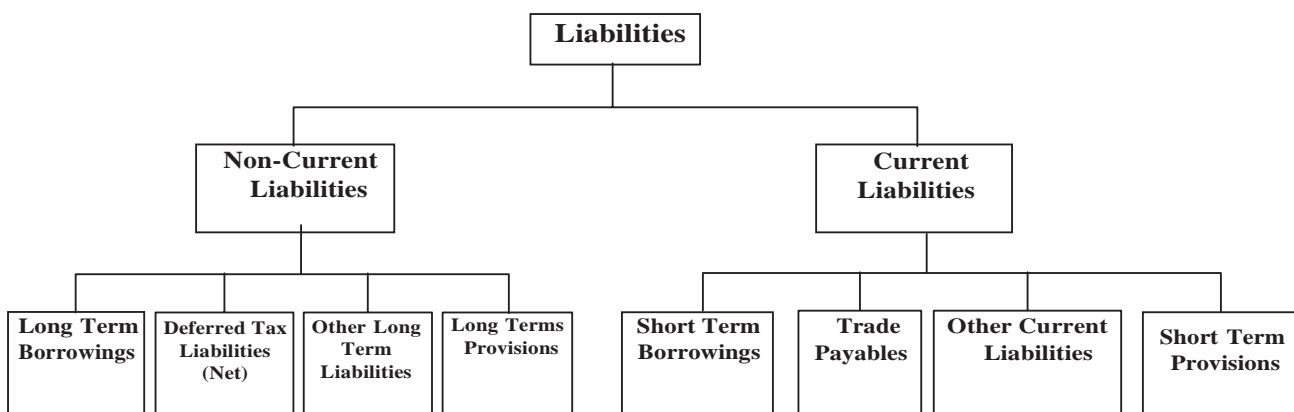 Liabilities
Non-Current
Liabilities
Current
Liabilities
Long Term
Borrowings
Deferred Tax
Liabilities
(Net)
Other Long
Term
Liabilities
Long Terms
Provisions
Short Term
Borrowings
Trade
Payables
Other Current
Liabilities
Short Term
Provisions